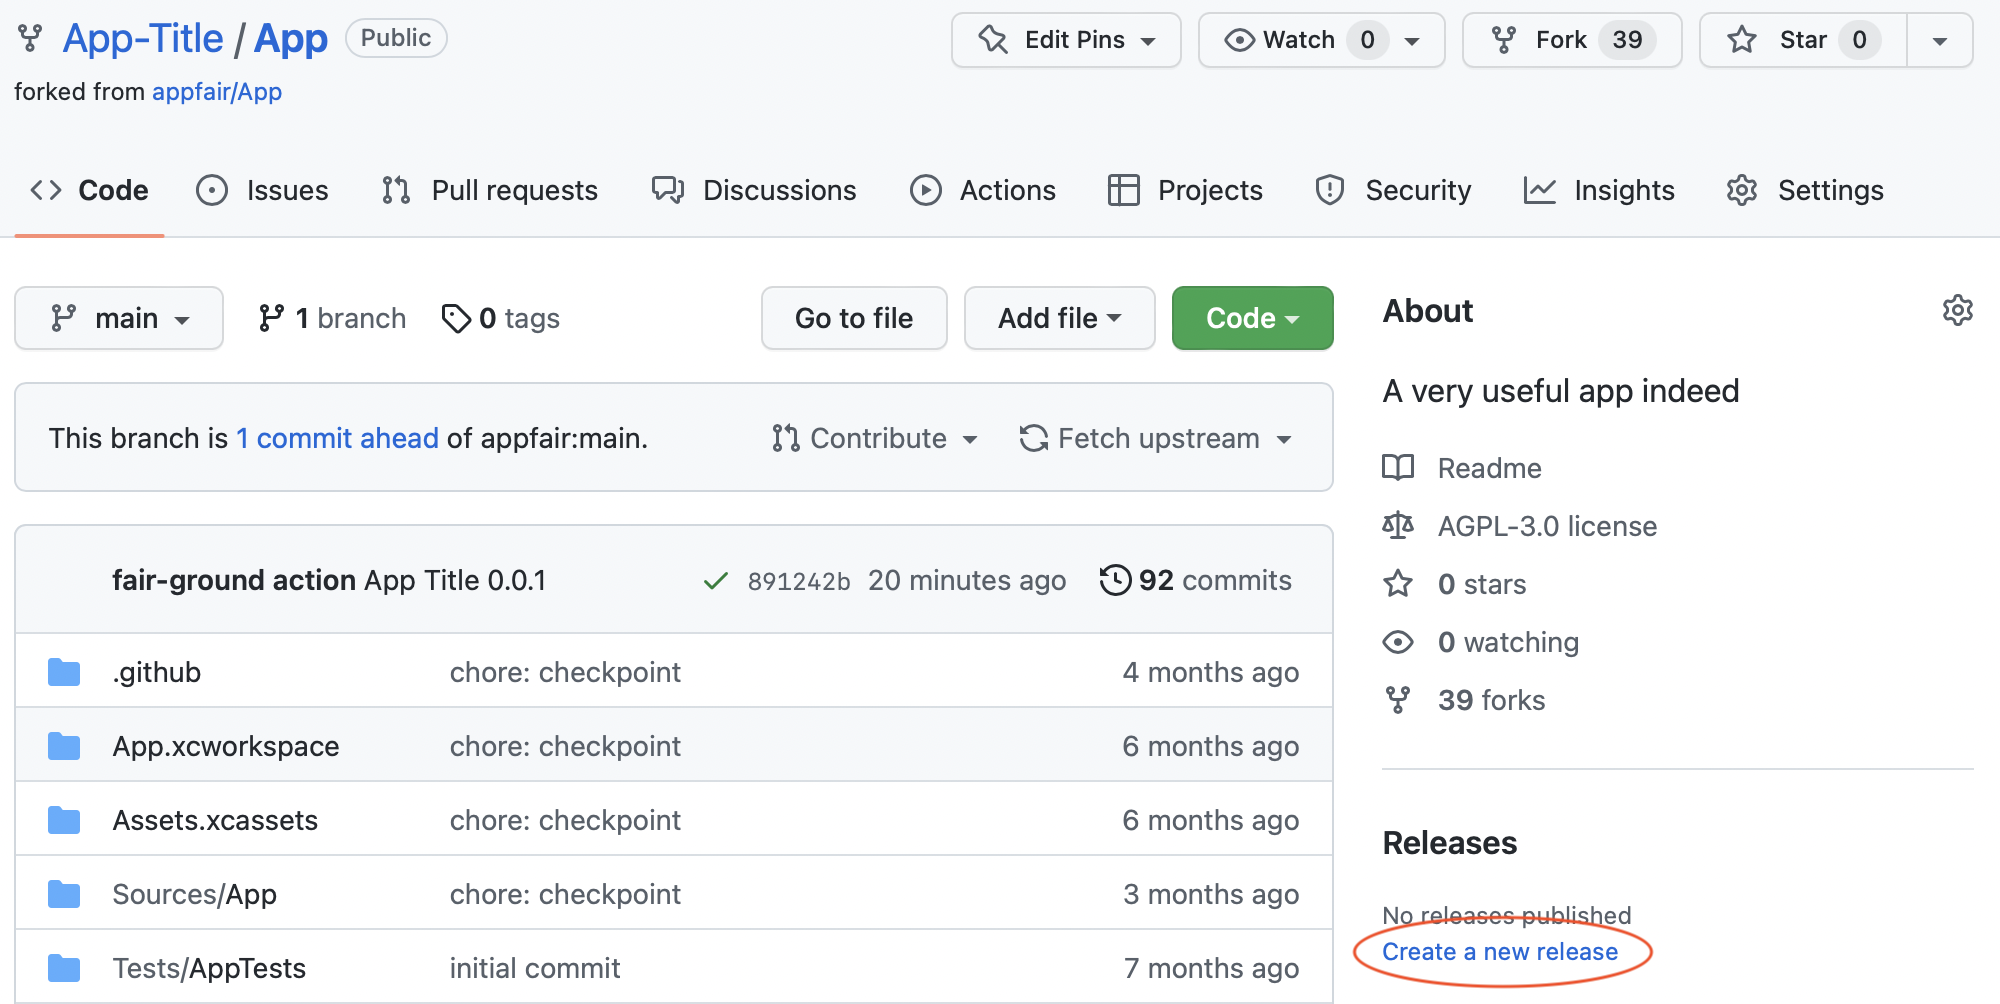 App-Title / App Public
Edit Pins
Watch 0
Fork 39
Star 0
forked from appfair/App
Code
Issues
Pull requests
Discussions
Actions
Projects
Security
Insights
Settings
main
1 branch
0 tags
Go to file
Add file
Code
This branch is 1 commit ahead of appfair:main.
Contribute
Fetch upstream
fair-ground action App Title 0.0.1 891242b 20 minutes ago 92 commits
.github chore: checkpoint 4 months ago
App.xcworkspace chore: checkpoint 6 months ago
Assets.xcassets chore: checkpoint 6 months ago
Sources/App chore: checkpoint 3 months ago
Tests/AppTests initial commit 7 months ago
About
A very useful app indeed
Readme
AGPL-3.0 license
0 stars
0 watching
39 forks
Releases
No releases published
Create a new release